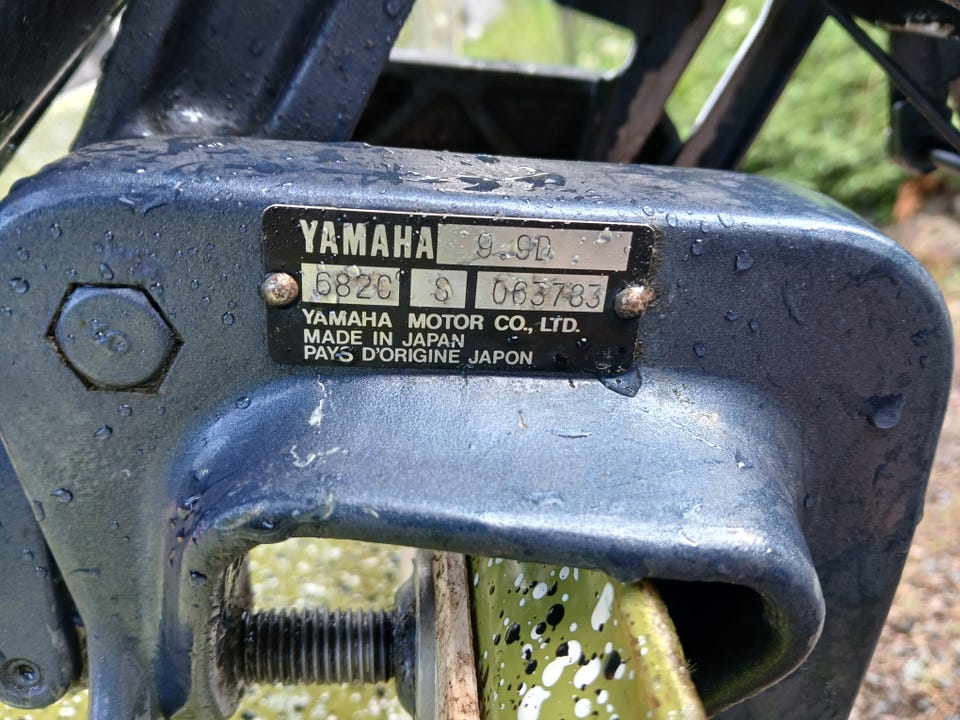 YAMAHA 9.9D
682C S 063783
YAMAHA MOTOR CO., LTD.
MADE IN JAPAN
PAYS D'ORIGINE JAPON